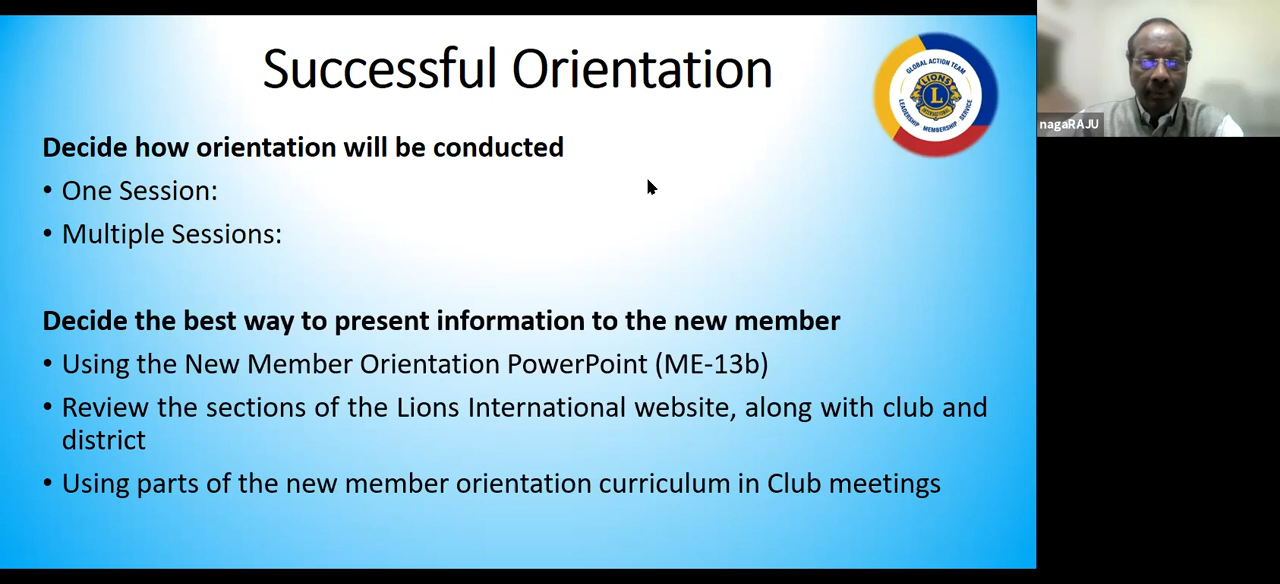 Successful Orientation
GLOBAL ACTION TEAM
LIONS
L
INTERNATIONAL
LEADERSHIP MEMBERSHIP SERVICE
nagaRAJU
Decide how orientation will be conducted
• One Session:
• Multiple Sessions:
Decide the best way to present information to the new member
• Using the New Member Orientation PowerPoint (ME-13b)
• Review the sections of the Lions International website, along with club and
district
• Using parts of the new member orientation curriculum in Club meetings